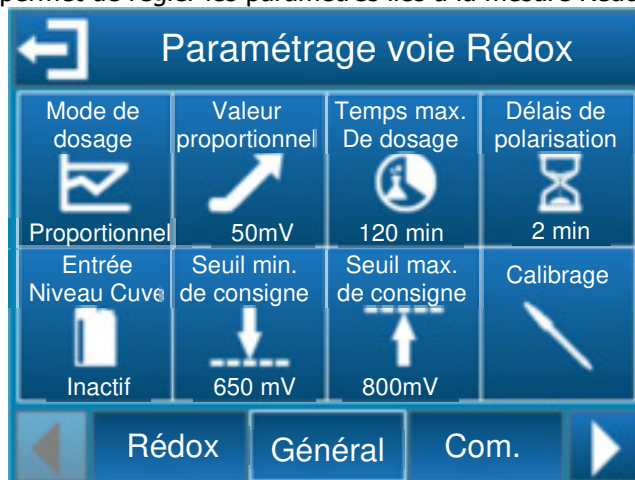 Paramétrage voie Rédox
Mode de
dosage
Proportionnel
Valeur
proportionnel
50mV
Temps max.
De dosage
120 min
Délais de
polarisation
2 min
Entrée
Niveau Cuve
Inactif
Seuil min.
de consigne
650 mV
Seuil max.
de consigne
800mV
Calibrage
Rédox
Général
Com.